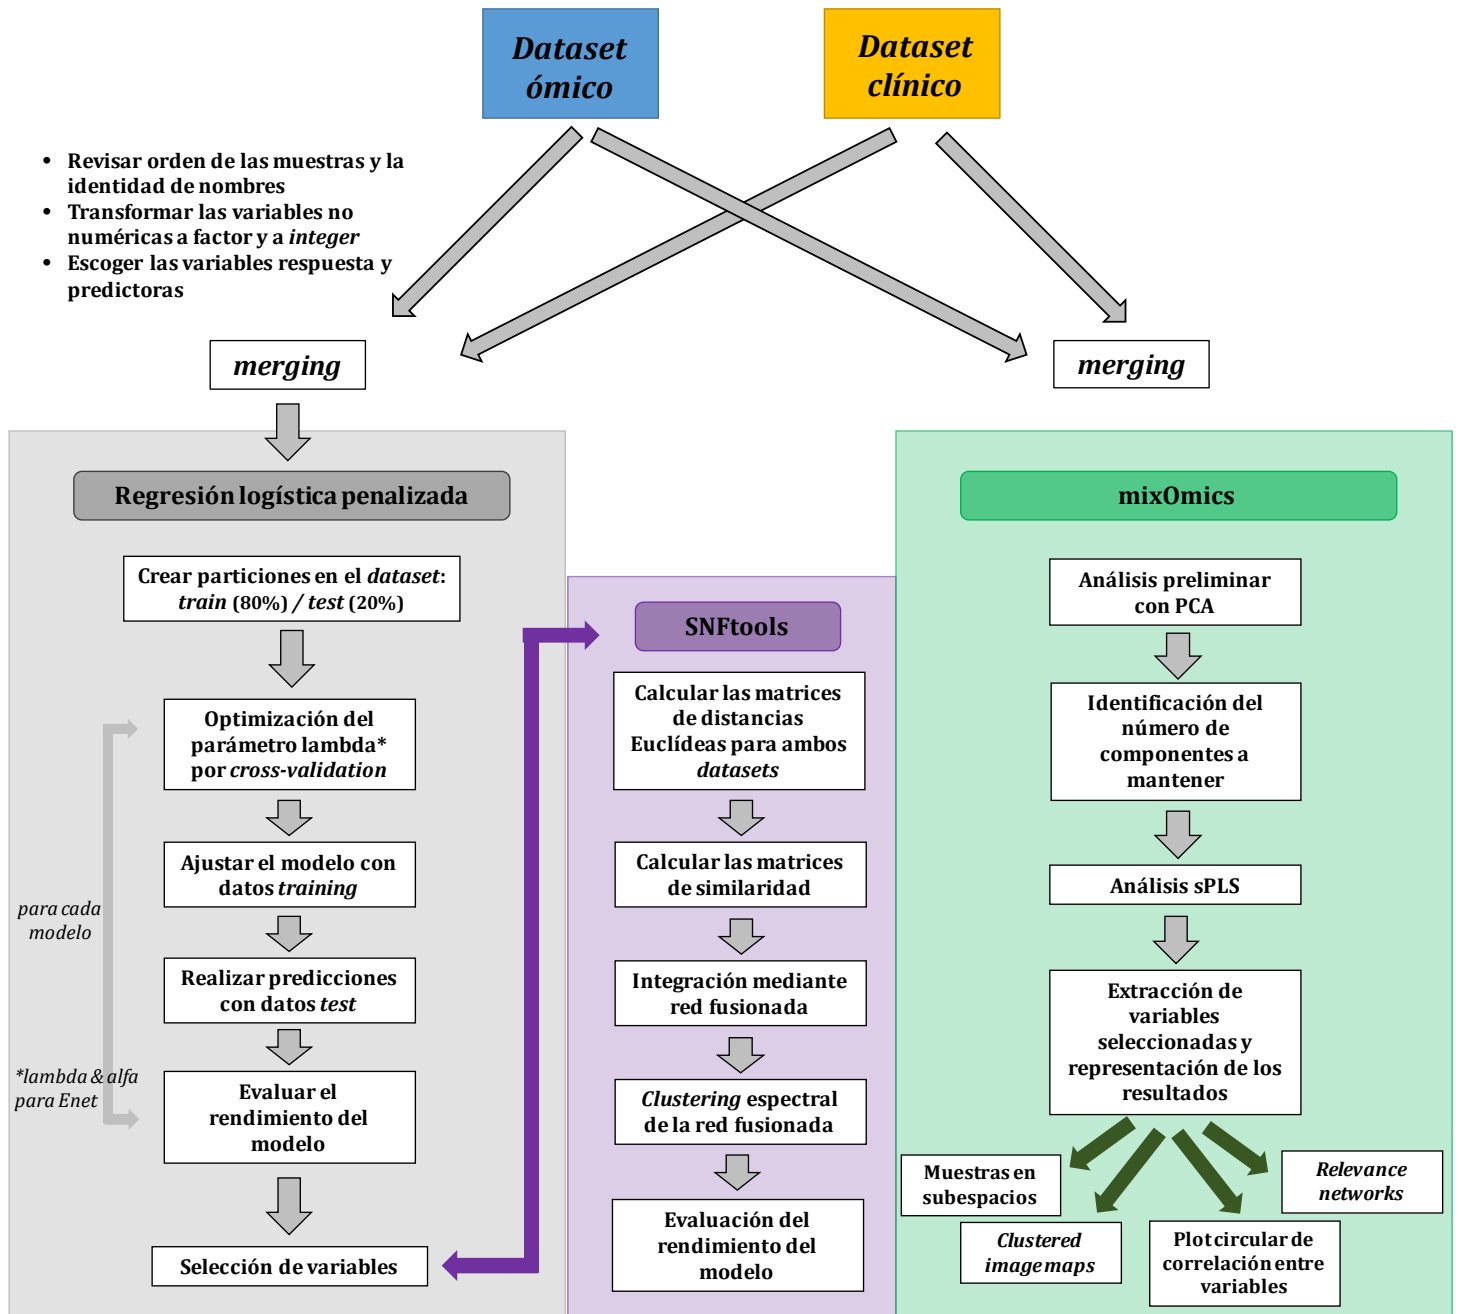 Dataset
ómico
Dataset
clínico
• Revisar orden de las muestras y la
identidad de nombres
• Transformar las variables no
numéricas a factor y a integer
• Escoger las variables respuesta y
predictoras
merging
merging
Regresión logística penalizada
Crear particiones en el dataset:
train (80%) / test (20%)
Optimización del
parámetro lambda*
por cross-validation
Ajustar el modelo con
datos training
para cada
modelo
Realizar predicciones
con datos test
*lambda & alfa
para Enet
Evaluar el
rendimiento del
modelo
Selección de variables
SNFtools
Calcular las matrices
de distancias
Euclídeas para ambos
datasets
Calcular las matrices
de similaridad
Integración mediante
red fusionada
Clustering espectral
de la red fusionada
Evaluación del
rendimiento del
modelo
mixOmics
Análisis preliminar
con PCA
Identificación del
número de
componentes a
mantener
Análisis sPLS
Extracción de
variables
seleccionadas y
representación de los
resultados
Muestras en
subespacios
Clustered
image maps
Plot circular de
correlación entre
variables
Relevance
networks